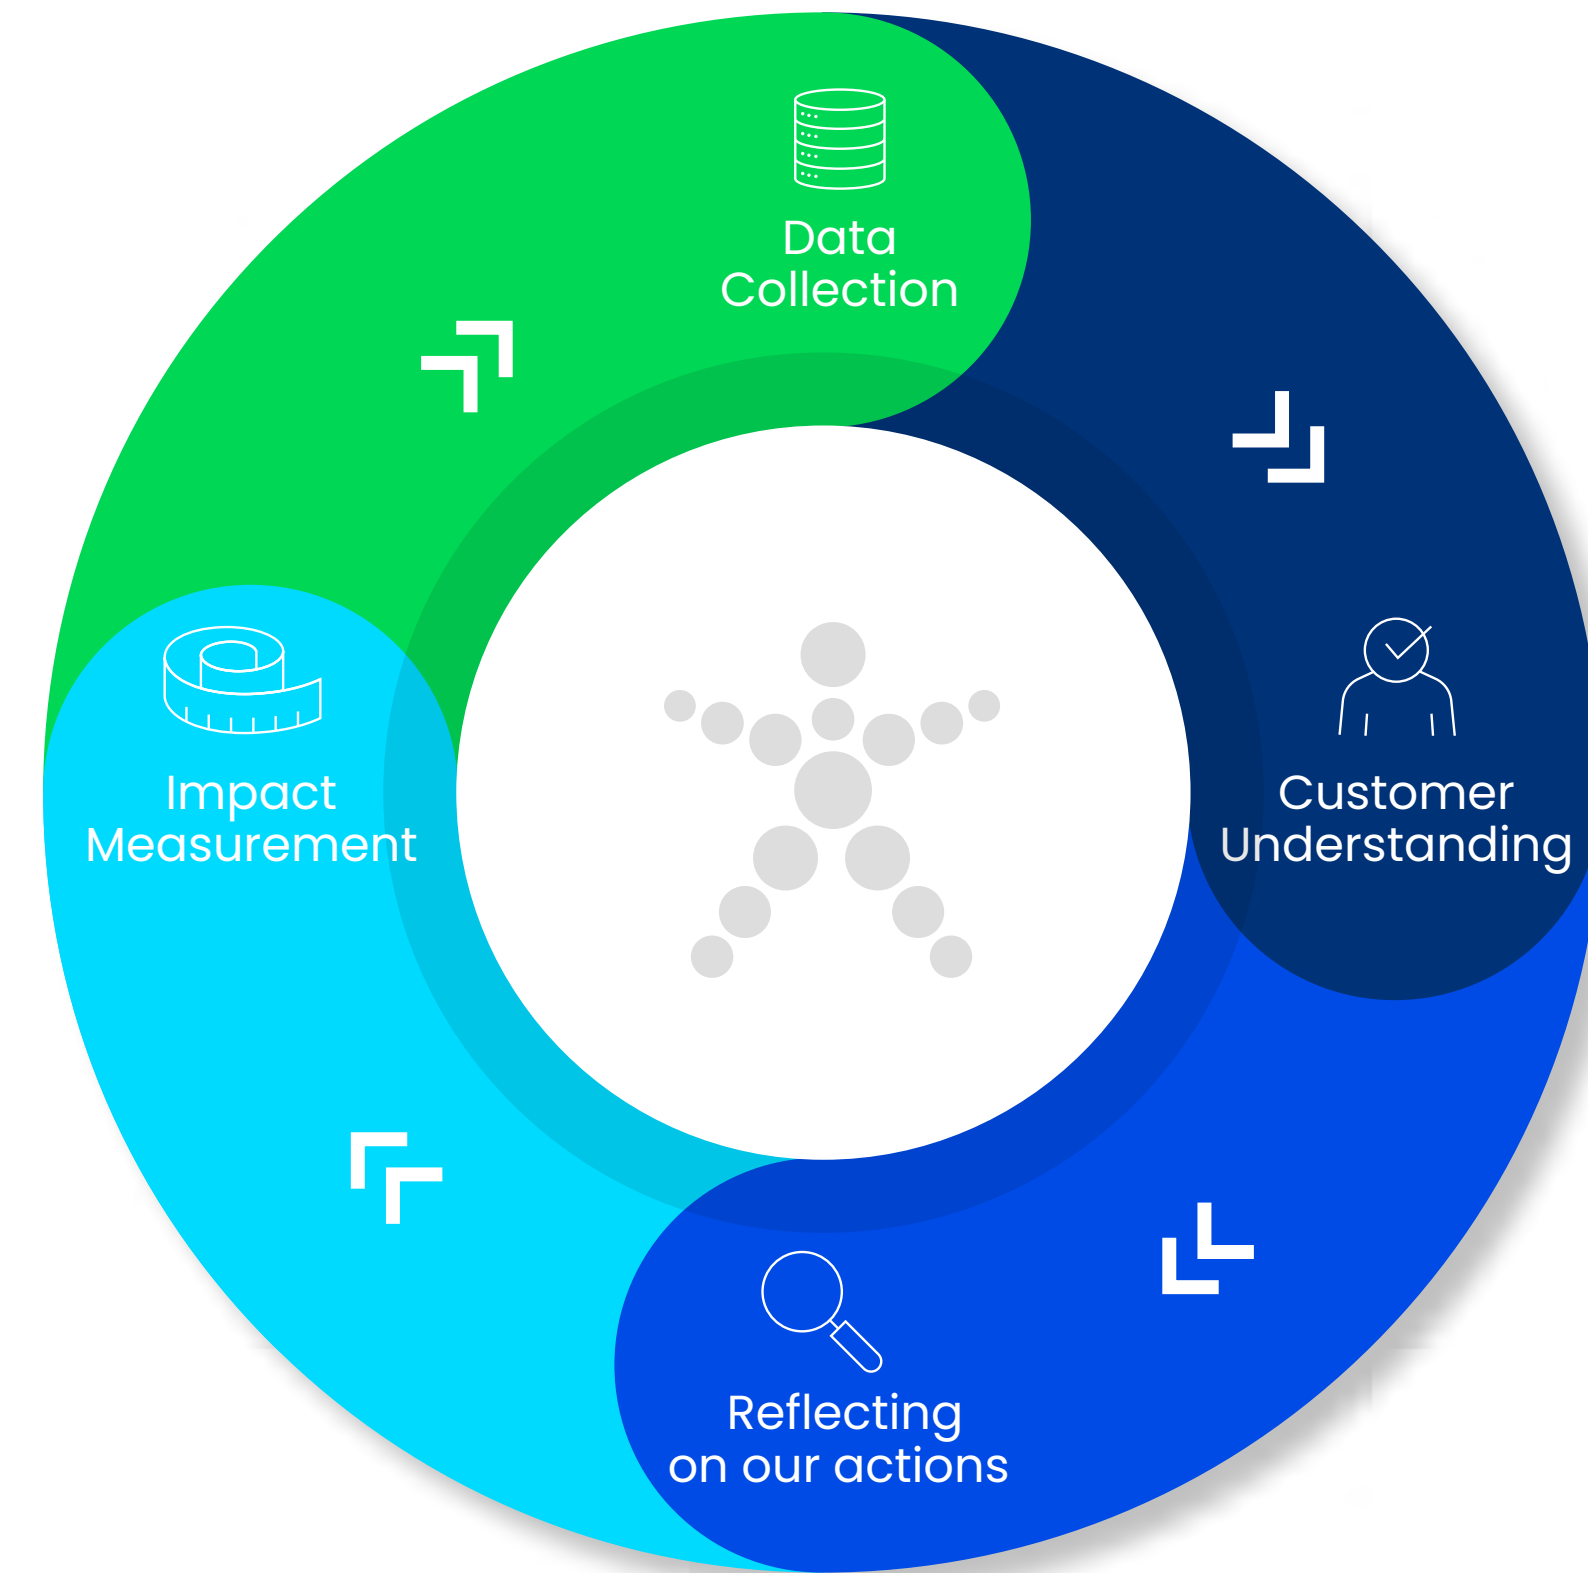 Data
Collection
Customer
Understanding
Reflecting
on our actions
Impact
Measurement